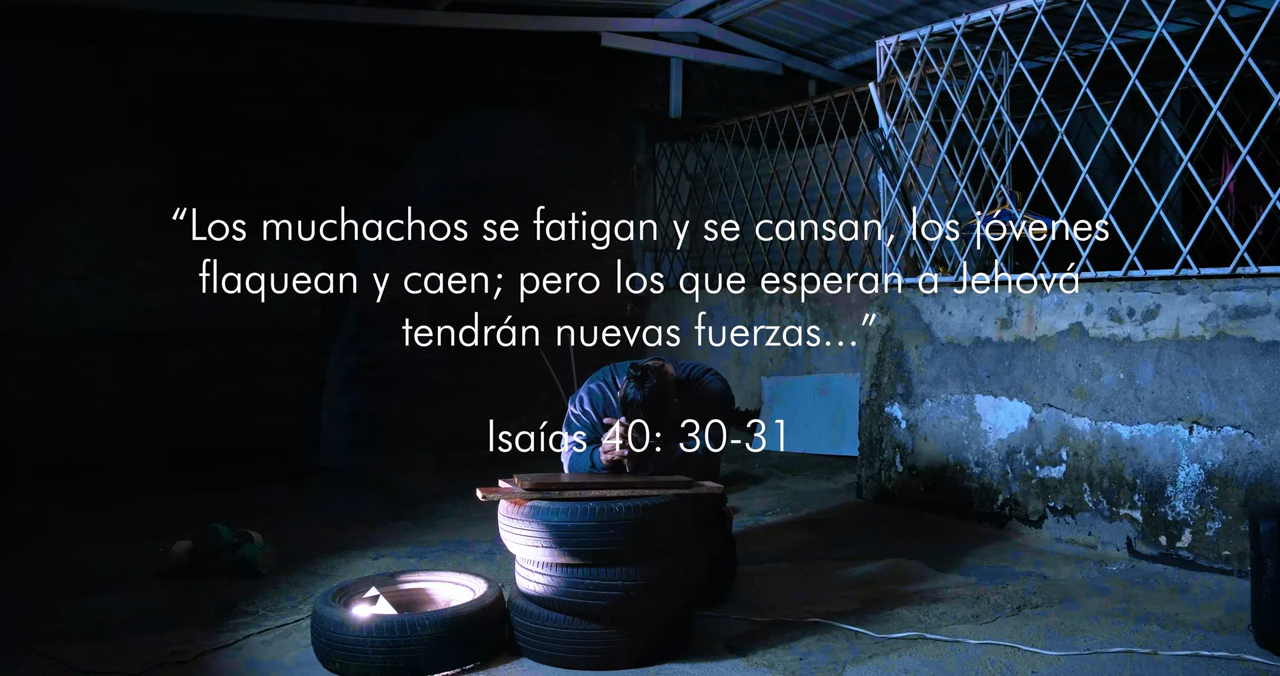 “Los muchachos se fatigan y se cansan, los jóvenes
flaquean y caen; pero los que esperan a Jehová
tendrán nuevas fuerzas...”
Isaías 40: 30-31